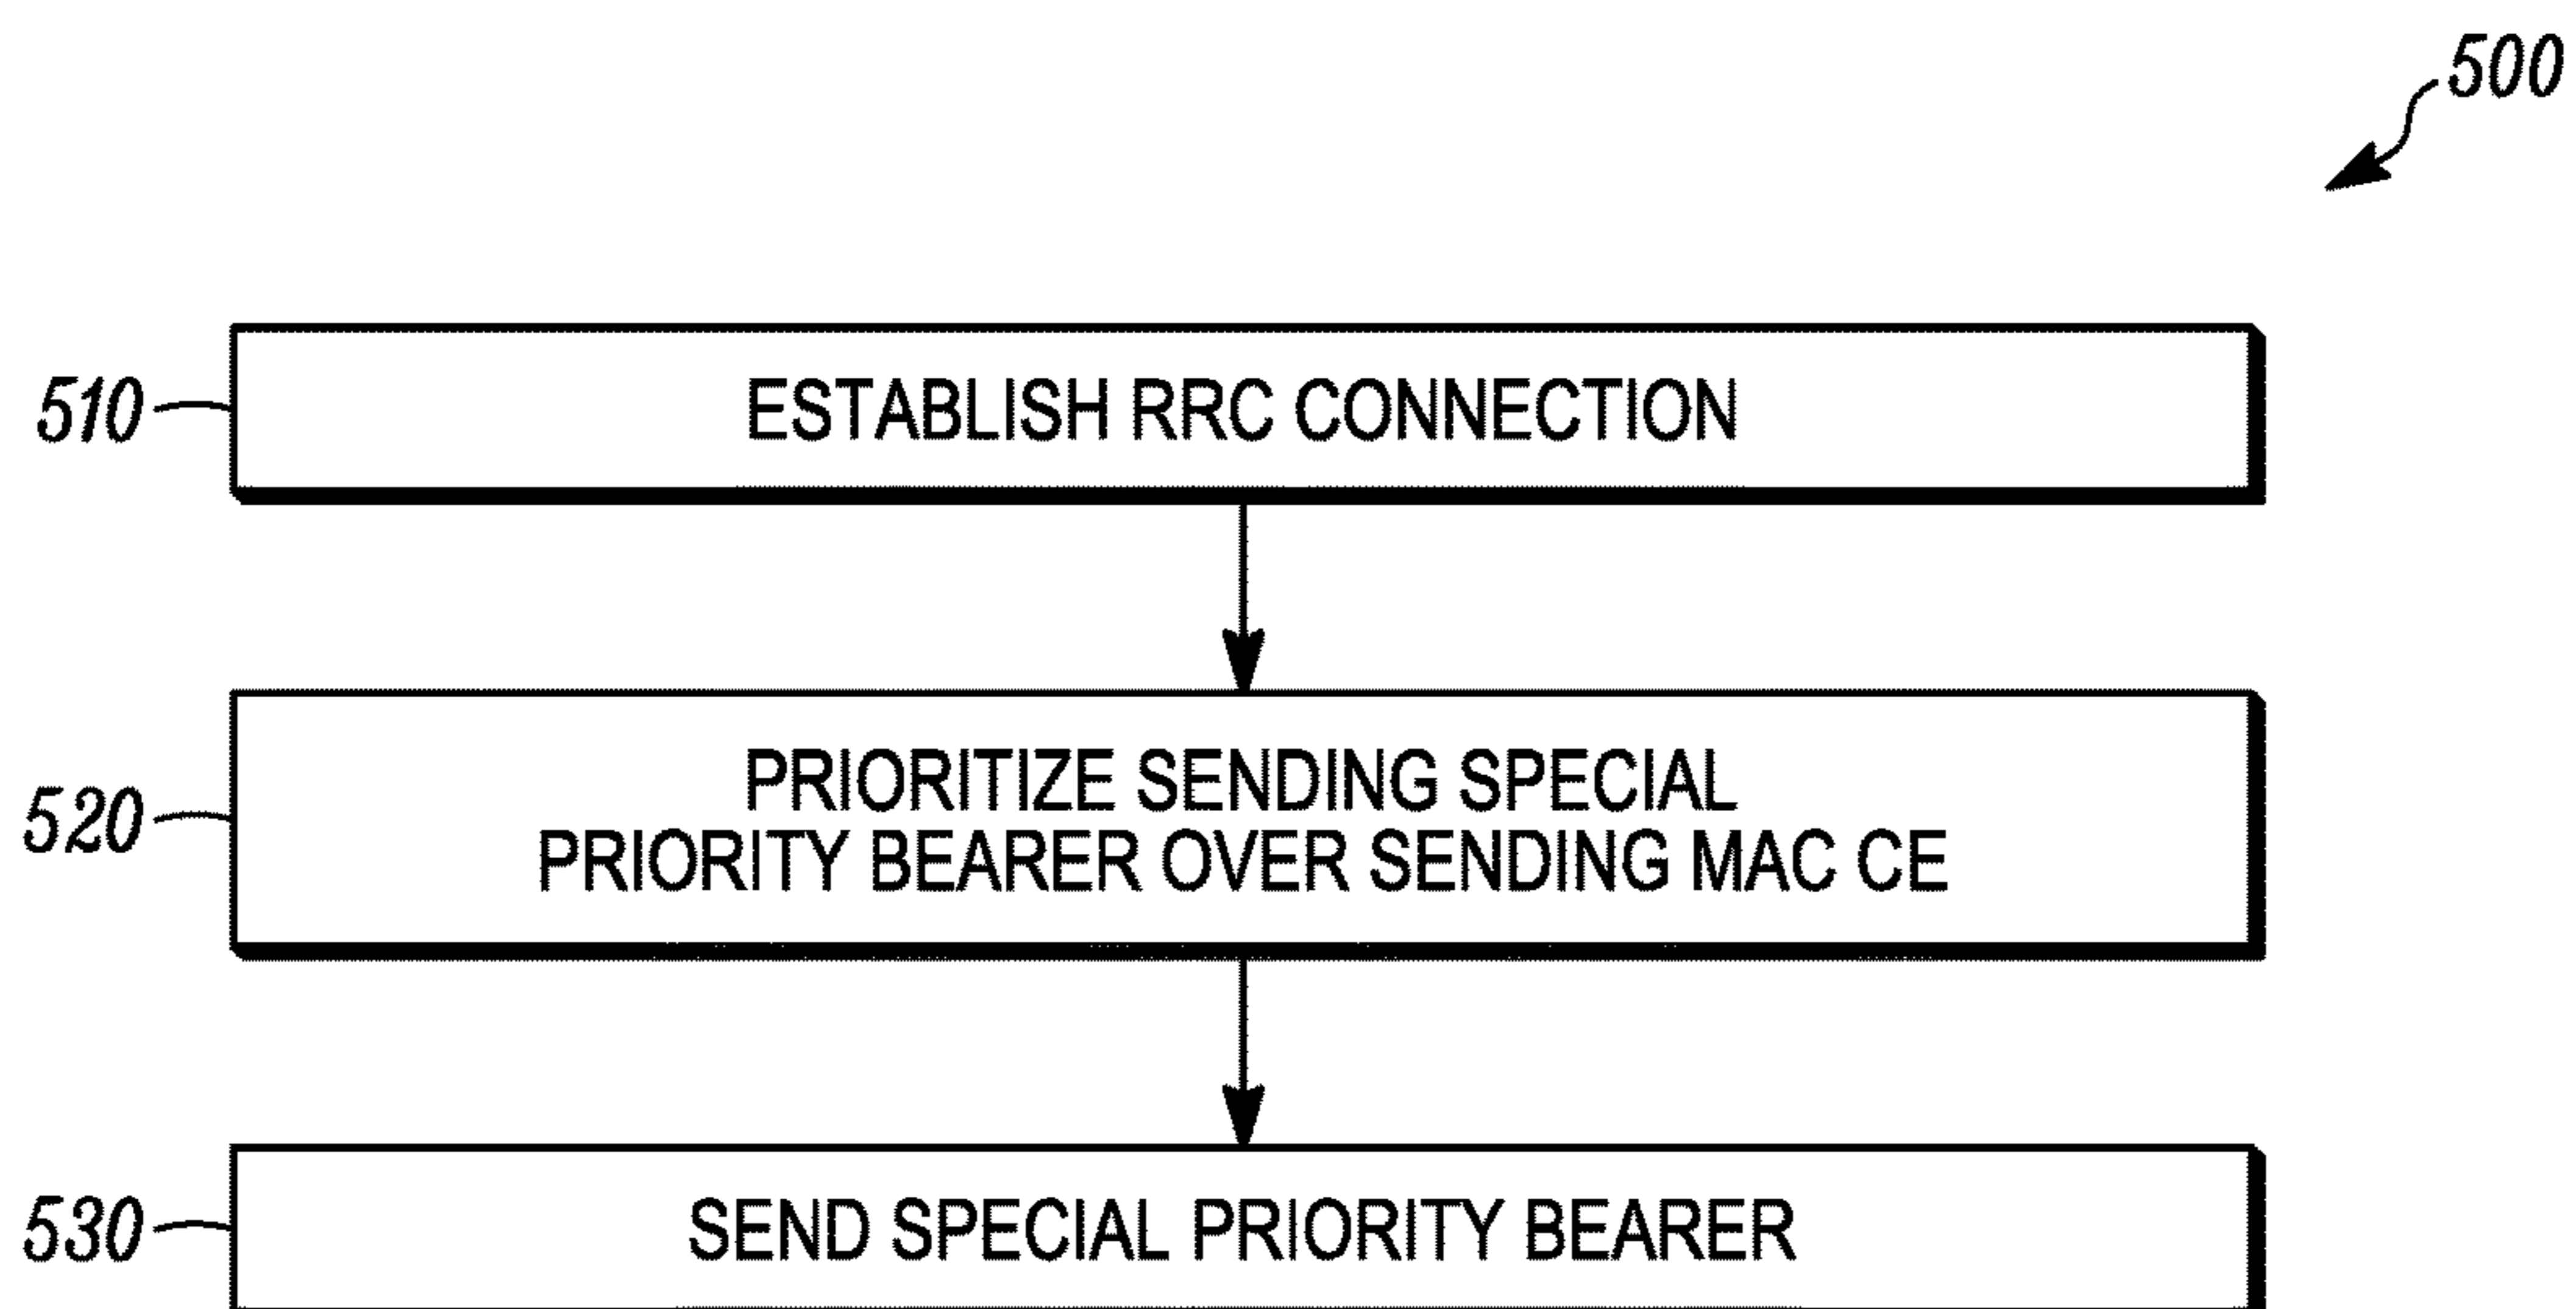 500
510
ESTABLISH RRC CONNECTION
520
PRIORITIZE SENDING SPECIAL
PRIORITY BEARER OVER SENDING MAC CE
530
SEND SPECIAL PRIORITY BEARER